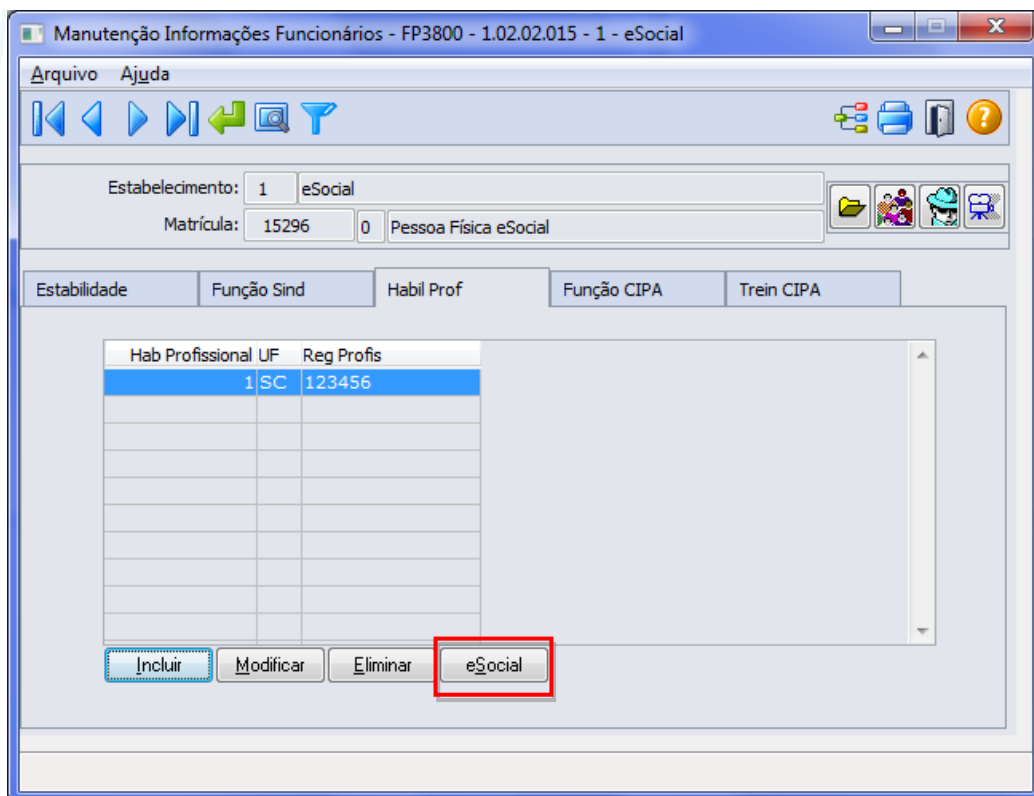 Manutenção Informações Funcionários - FP3800 - 1.02.02.015 - 1 - eSocial
Arquivo Ajuda
Estabelecimento: 1 eSocial
Matrícula: 15296 0 Pessoa Física eSocial
Estabilidade Função Sind Habil Prof Função CIPA Trein CIPA
Hab Profissional UF Reg Profis
1 SC 123456
Incluir Modificar Eliminar eSocial